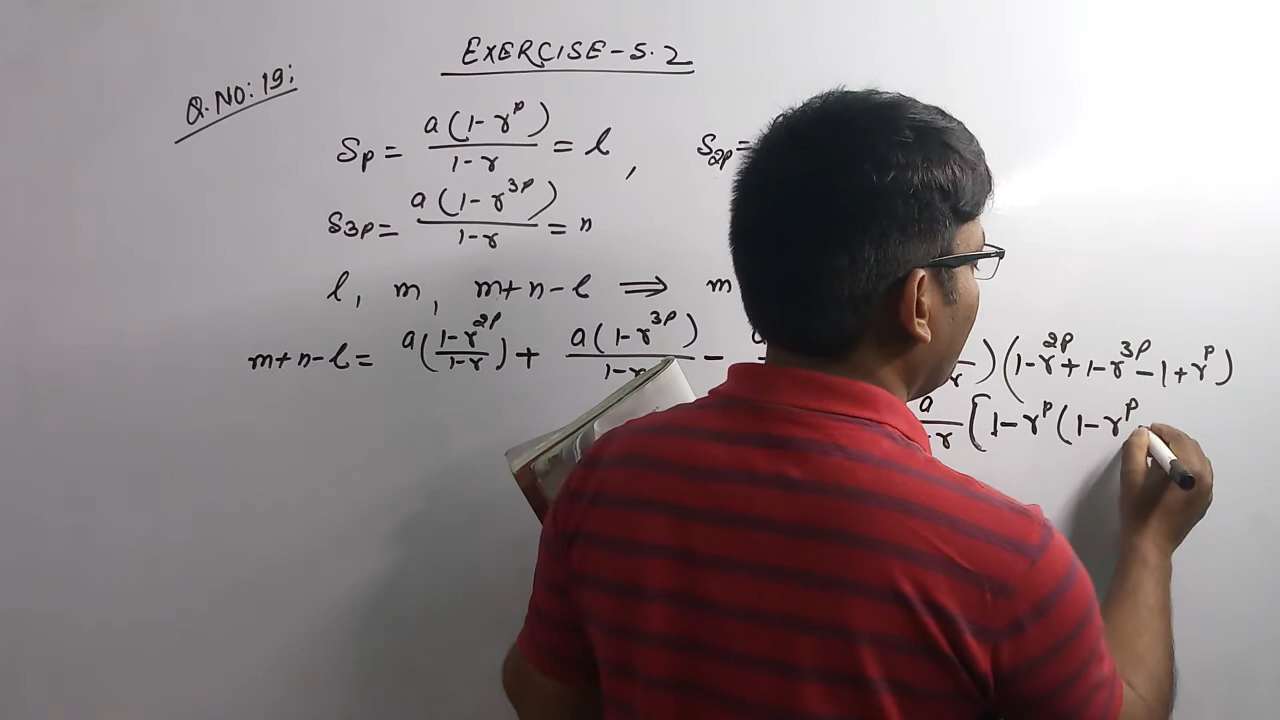 EXERCISE-5.2
Q.NO:19:
Sₚ = a(1-r^p)/(1-r) = l , S₂ₚ =
S₃ₚ = a(1-r^3p)/(1-r) = n
l, m, m+n-l ⟹ m
m+n-l = a(1-r^2p/1-r) + a(1-r^3p)/(1-r) - r)(1-r^2p+1-r^3p-1+r^p)
a/-r [1-r^p(1-r^p